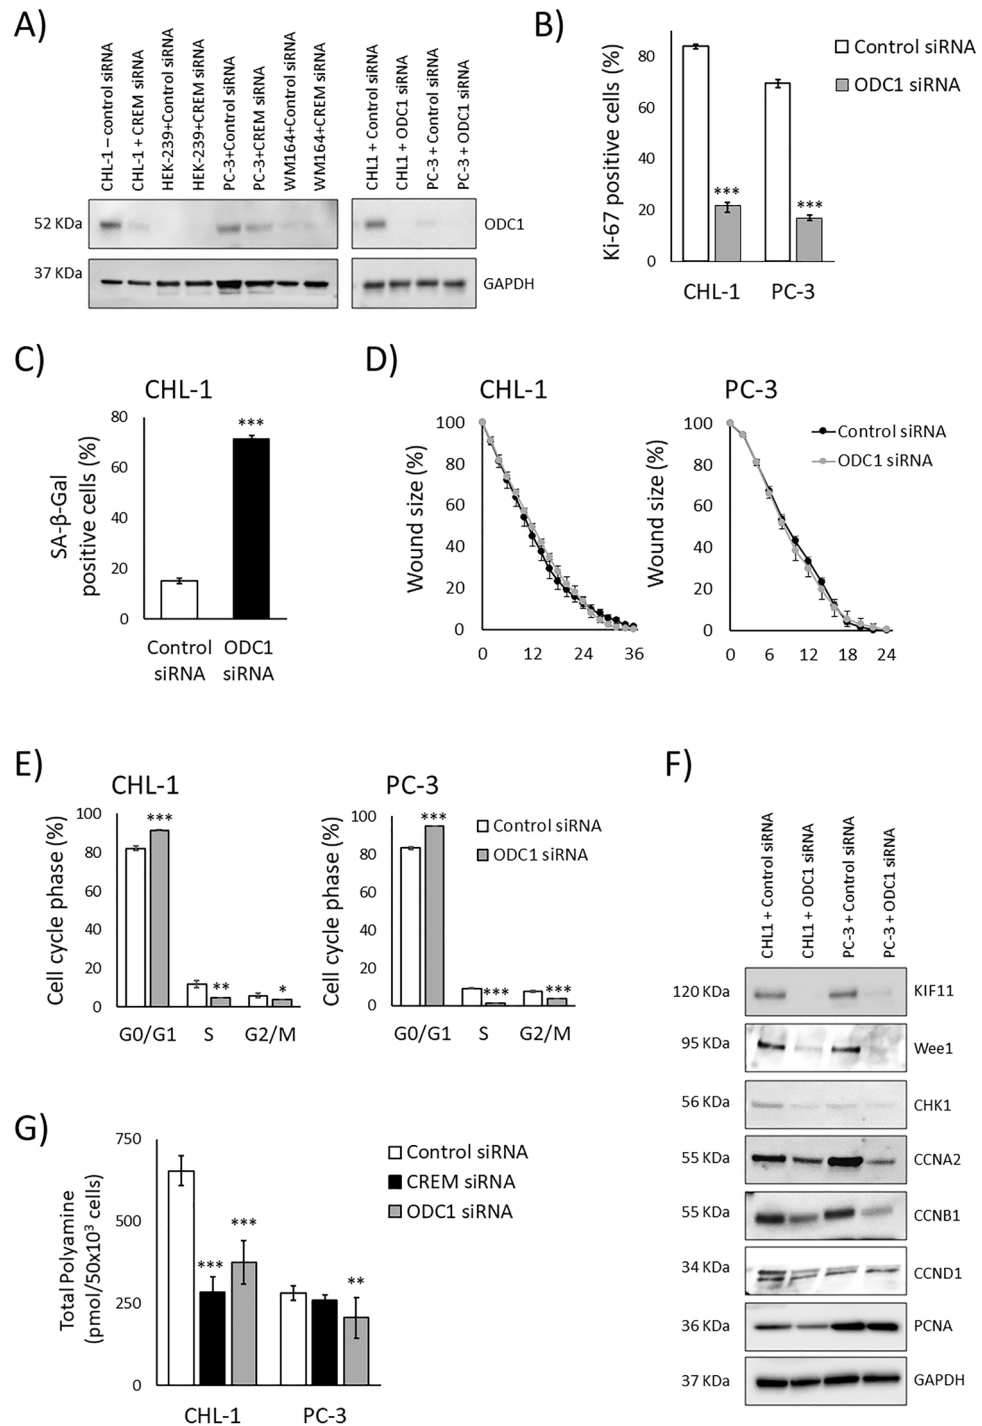 A)
CHL-1 – control siRNA
CHL-1 + CREM siRNA
HEK-239+Control siRNA
HEK-239+CREM siRNA
PC-3+Control siRNA
PC-3+CREM siRNA
WM164+Control siRNA
WM164+CREM siRNA
CHL1 + Control siRNA
CHL1 + ODC1 siRNA
PC-3 + Control siRNA
PC-3 + ODC1 siRNA
52 KDa
ODC1
37 KDa
GAPDH
B)
Ki-67 positive cells (%)
80
60
40
20
0
***
***
CHL-1
PC-3
Control siRNA
ODC1 siRNA
C)
CHL-1
SA-β-Gal
positive cells (%)
80
60
40
20
0
***
Control
siRNA
ODC1
siRNA
D)
CHL-1
Wound size (%)
100
80
60
40
20
0
0 12 24 36
PC-3
Wound size (%)
100
80
60
40
20
0
0 6 12 18 24
Control siRNA
ODC1 siRNA
E)
CHL-1
Cell cycle phase (%)
100
80
60
40
20
0
***
**
*
G0/G1 S G2/M
PC-3
Cell cycle phase (%)
100
80
60
40
20
0
***
***
***
G0/G1 S G2/M
Control siRNA
ODC1 siRNA
F)
CHL1 + Control siRNA
CHL1 + ODC1 siRNA
PC-3 + Control siRNA
PC-3 + ODC1 siRNA
120 KDa
KIF11
95 KDa
Wee1
56 KDa
CHK1
55 KDa
CCNA2
55 KDa
CCNB1
34 KDa
CCND1
36 KDa
PCNA
37 KDa
GAPDH
G)
Total Polyamine
(pmol/50x10³ cells)
750
500
250
0
***
***
**
CHL-1
PC-3
Control siRNA
CREM siRNA
ODC1 siRNA